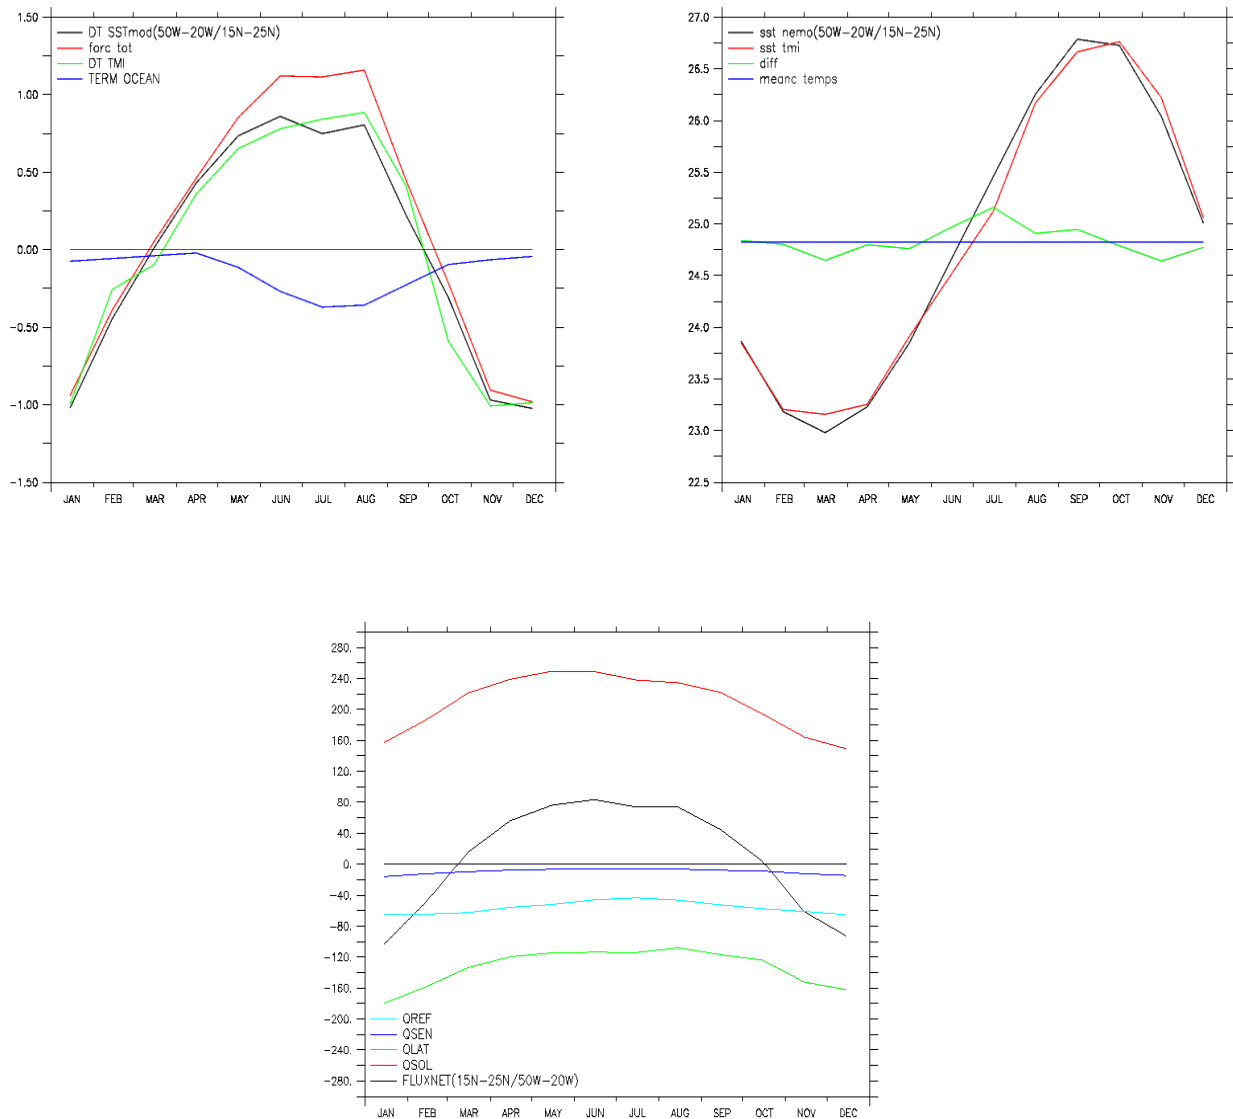 1.50
1.00
0.50
0.00
-0.50
-1.00
-1.50
DT SSTmod(50W-20W/15N-25N)
forc tot
DT TMI
TERM OCEAN
JAN FEB MAR APR MAY JUN JUL AUG SEP OCT NOV DEC
27.0
26.5
26.0
25.5
25.0
24.5
24.0
23.5
23.0
22.5
sst nemo(50W-20W/15N-25N)
sst tmi
diff
meanc temps
JAN FEB MAR APR MAY JUN JUL AUG SEP OCT NOV DEC
280.
240.
200.
160.
120.
80.
40.
0.
-40.
-80.
-120.
-160.
-200.
-240.
-280.
QREF
QSEN
QLAT
QSOL
FLUXNET(15N-25N/50W-20W)
JAN FEB MAR APR MAY JUN JUL AUG SEP OCT NOV DEC